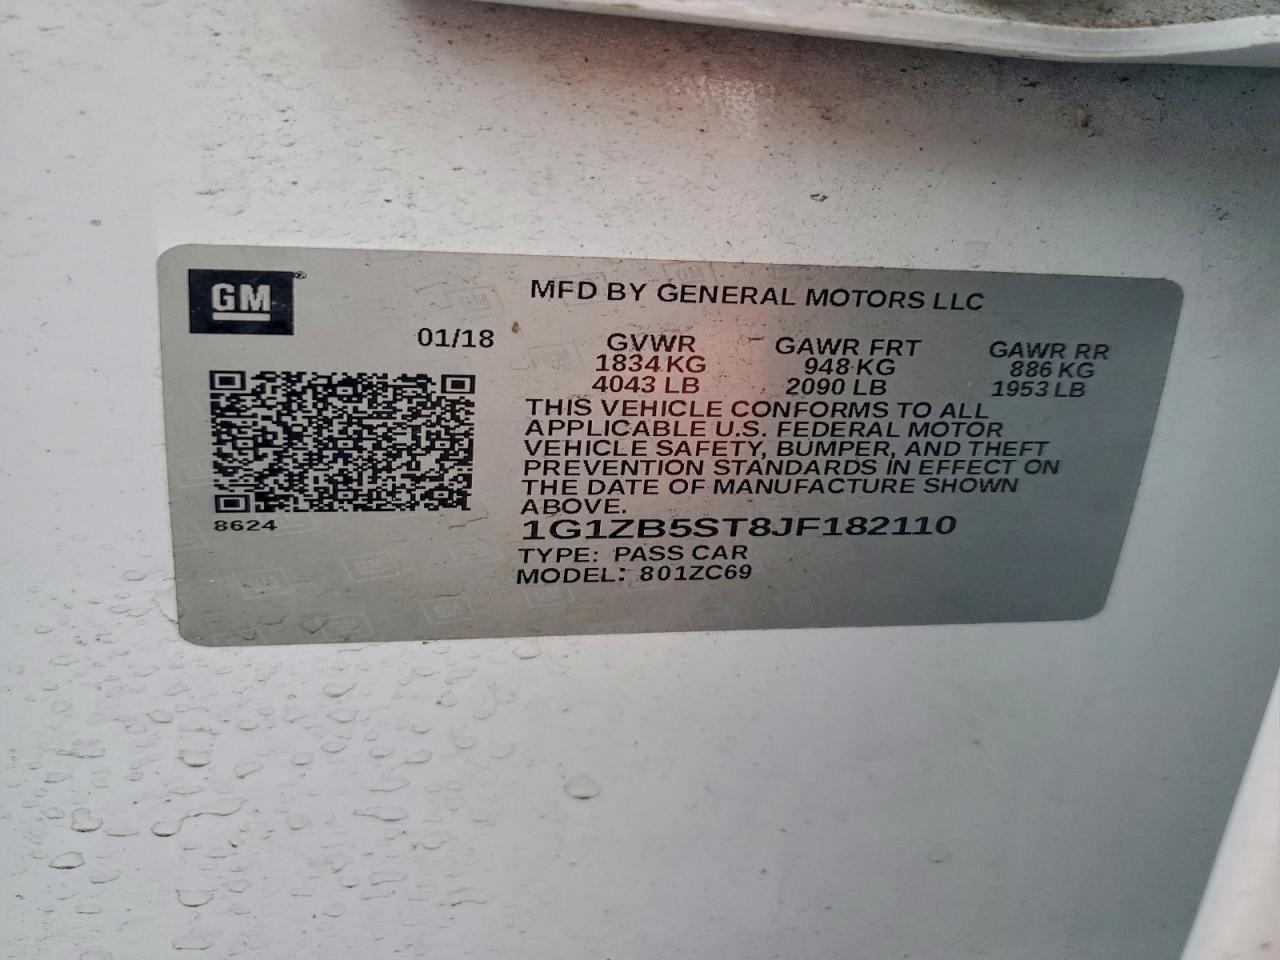 GM
MFD BY GENERAL MOTORS LLC
01/18
GVWR GAWR FRT GAWR RR
1834 KG 948 KG 886 KG
4043 LB 2090 LB 1953 LB
THIS VEHICLE CONFORMS TO ALL
APPLICABLE U.S. FEDERAL MOTOR
VEHICLE SAFETY, BUMPER, AND THEFT
PREVENTION STANDARDS IN EFFECT ON
THE DATE OF MANUFACTURE SHOWN
ABOVE.
8624
1G1ZB5ST8JF182110
TYPE: PASS CAR
MODEL: 801ZC69